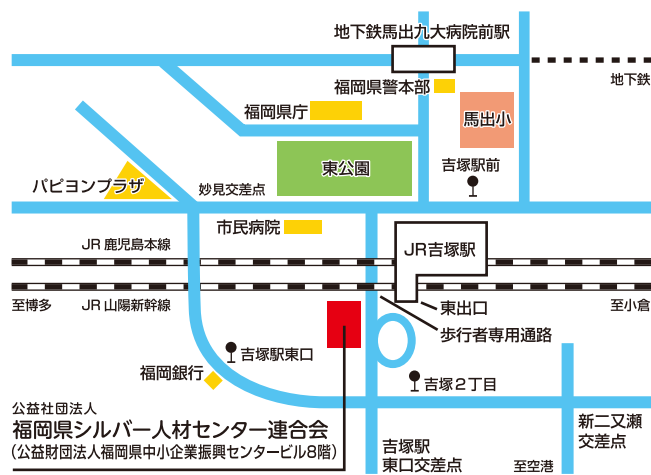 地下鉄馬出九大病院前駅
地下鉄
福岡県警本部
福岡県庁
馬出小
東公園
吉塚駅前
パピヨンプラザ
妙見交差点
市民病院
JR鹿児島本線
JR吉塚駅
至博多
JR山陽新幹線
東出口
至小倉
歩行者専用通路
吉塚駅東口
福岡銀行
吉塚2丁目
公益社団法人
福岡県シルバー人材センター連合会
(公益財団法人福岡県中小企業振興センタービル8階)
新二又瀬
交差点
吉塚駅
東口交差点
至空港